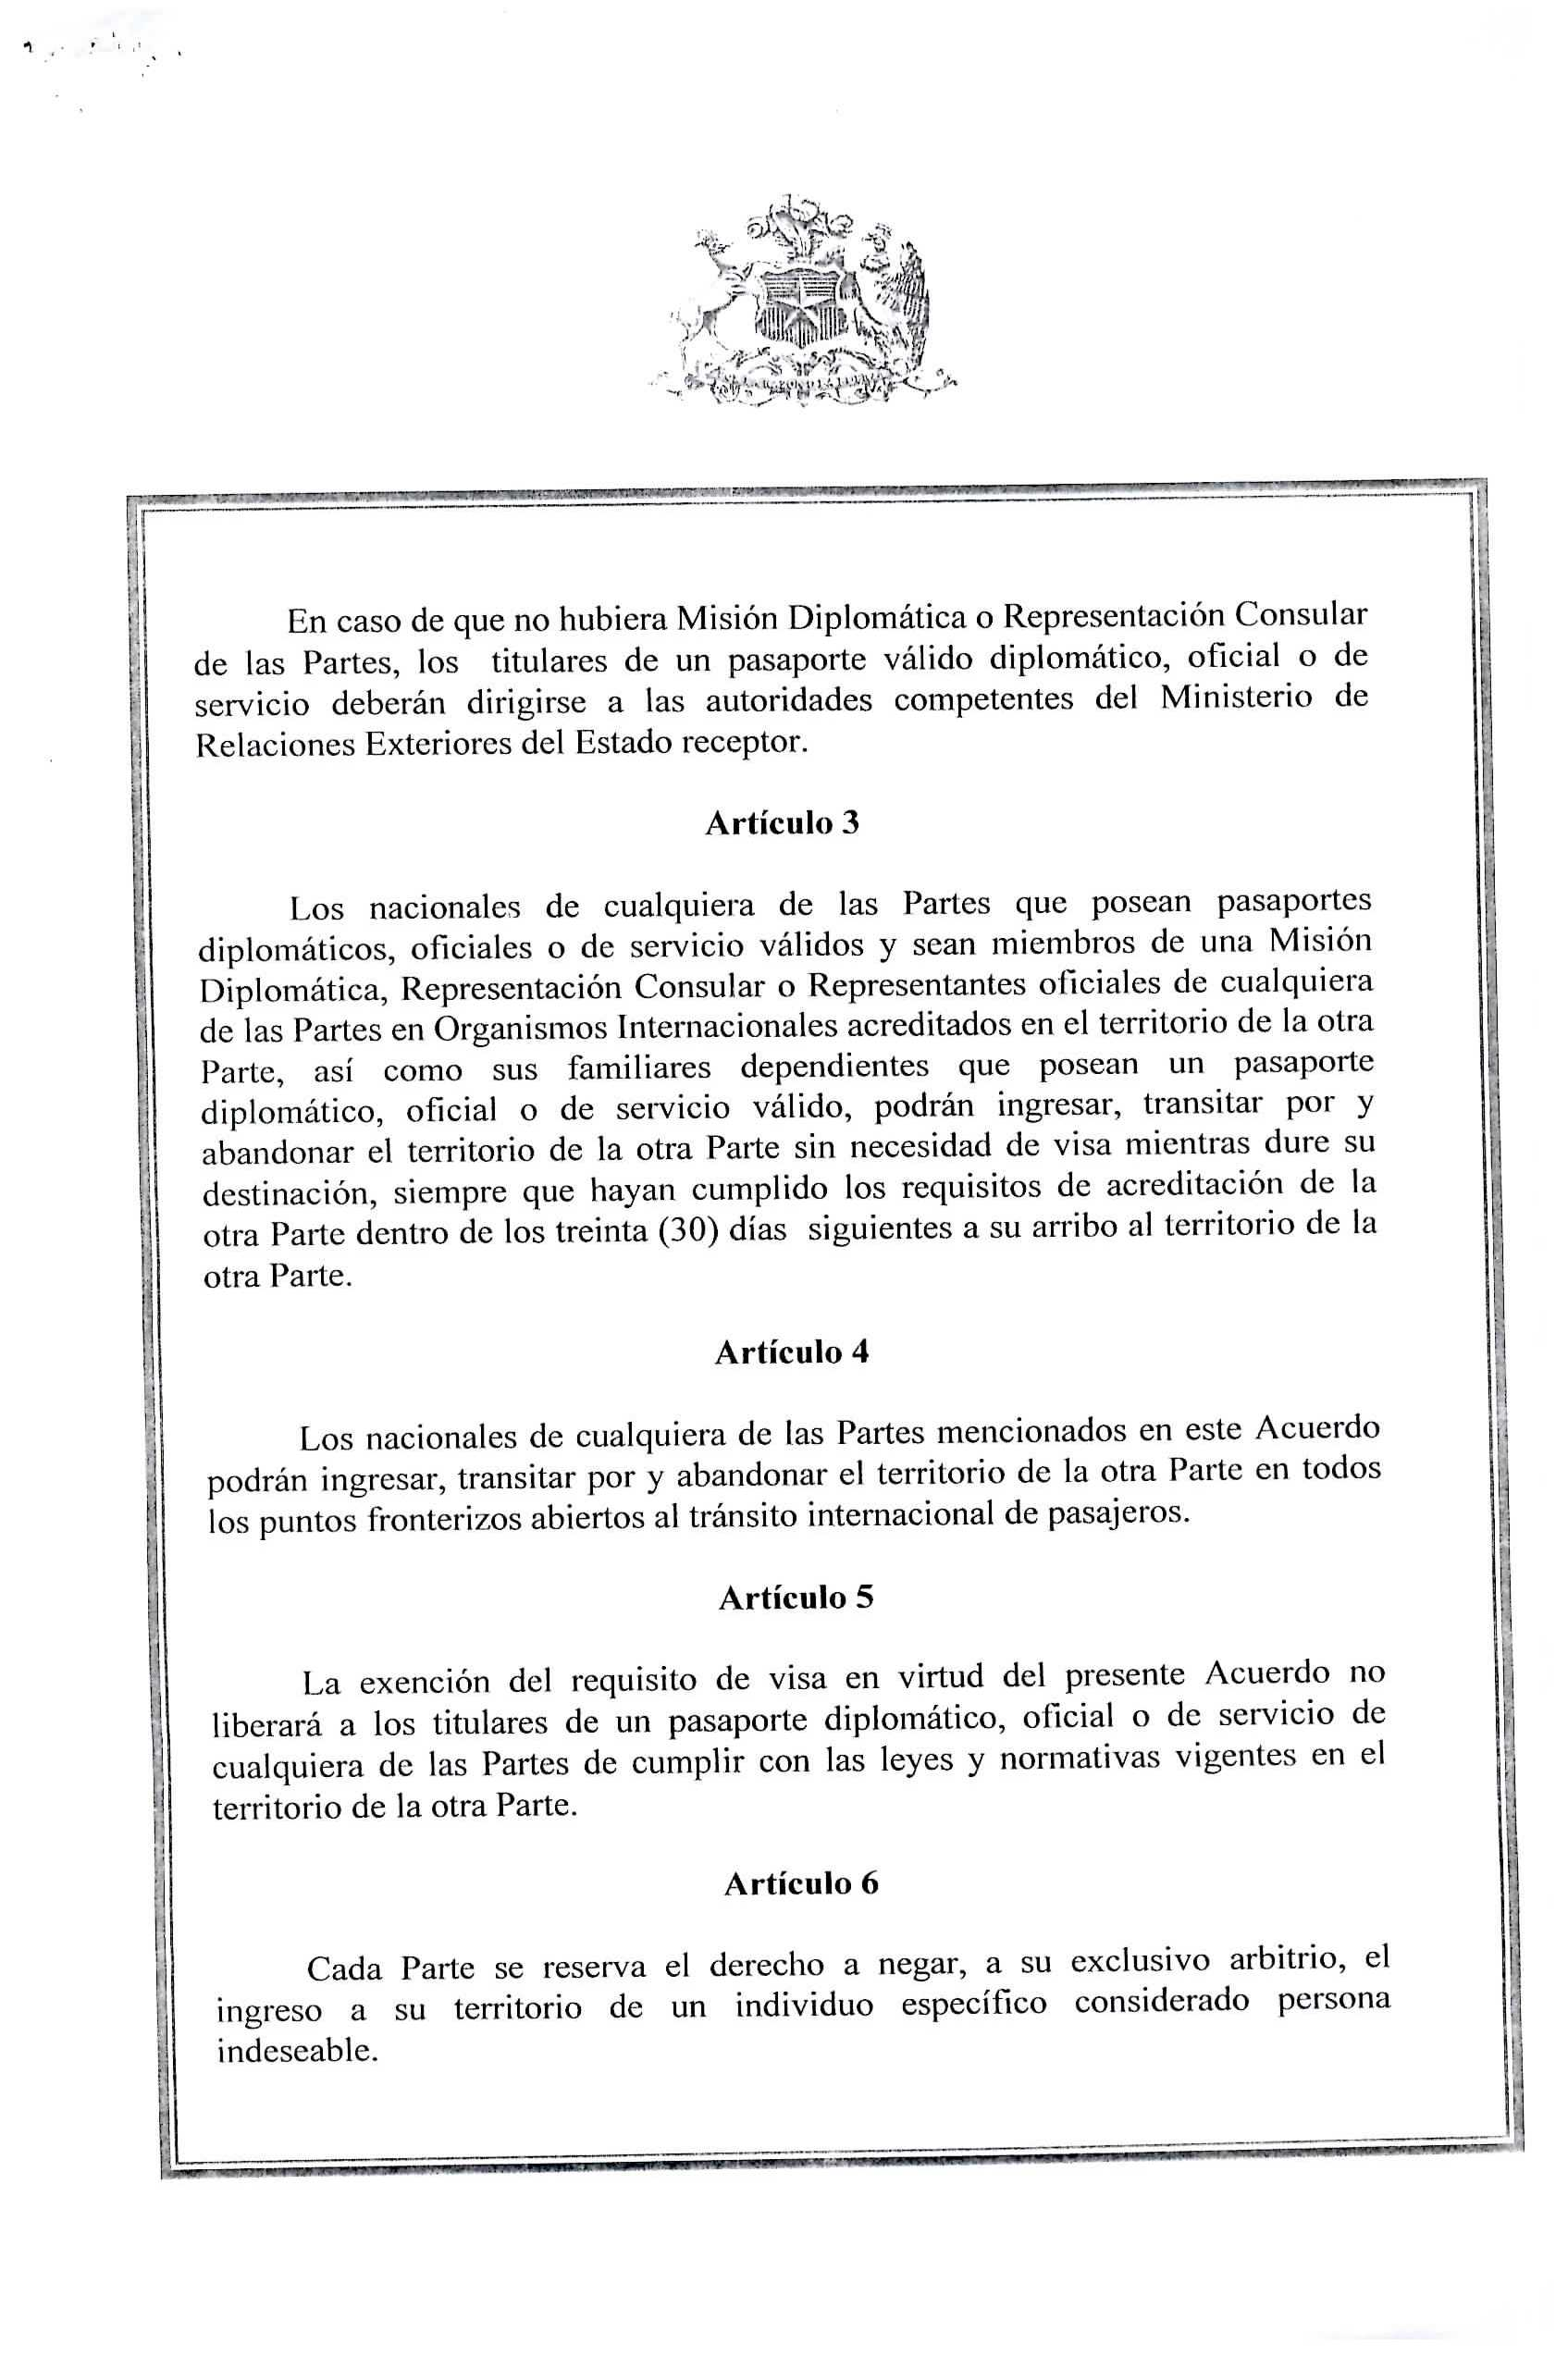 En caso de que no hubiera Misión Diplomática o Representación Consular
de las Partes, los titulares de un pasaporte válido diplomático, oficial o de
servicio deberán dirigirse a las autoridades competentes del Ministerio de
Relaciones Exteriores del Estado receptor.
Artículo 3
Los nacionales de cualquiera de las Partes que posean pasaportes
diplomáticos, oficiales o de servicio válidos y sean miembros de una Misión
Diplomática, Representación Consular o Representantes oficiales de cualquiera
de las Partes en Organismos Internacionales acreditados en el territorio de la otra
Parte, así como sus familiares dependientes que posean un pasaporte
diplomático, oficial o de servicio válido, podrán ingresar, transitar por y
abandonar el territorio de la otra Parte sin necesidad de visa mientras dure su
destinación, siempre que hayan cumplido los requisitos de acreditación de la
otra Parte dentro de los treinta (30) días siguientes a su arribo al territorio de la
otra Parte.
Artículo 4
Los nacionales de cualquiera de las Partes mencionados en este Acuerdo
podrán ingresar, transitar por y abandonar el territorio de la otra Parte en todos
los puntos fronterizos abiertos al tránsito internacional de pasajeros.
Artículo 5
La exención del requisito de visa en virtud del presente Acuerdo no
liberará a los titulares de un pasaporte diplomático, oficial o de servicio de
cualquiera de las Partes de cumplir con las leyes y normativas vigentes en el
territorio de la otra Parte.
Artículo 6
Cada Parte se reserva el derecho a negar, a su exclusivo arbitrio, el
ingreso a su territorio de un individuo específico considerado persona
indeseable.